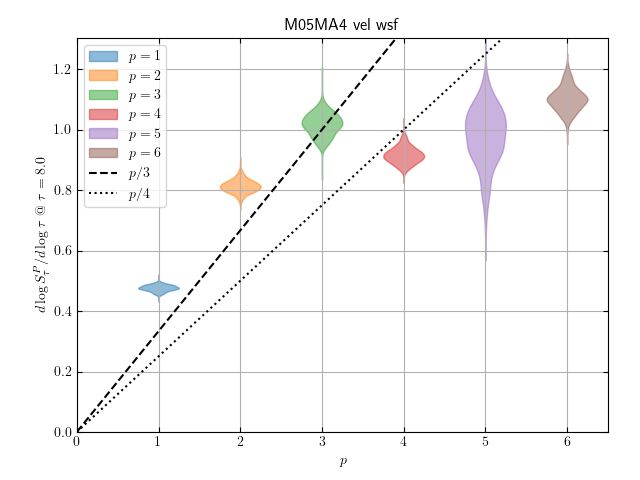 M05MA4 vel wsf
p = 1
p = 2
p = 3
p = 4
p = 5
p = 6
p/3
p/4
d log S_τ^P / d log τ @ τ = 8.0
1.2
1.0
0.8
0.6
0.4
0.2
0.0
0 1 2 3 4 5 6
p